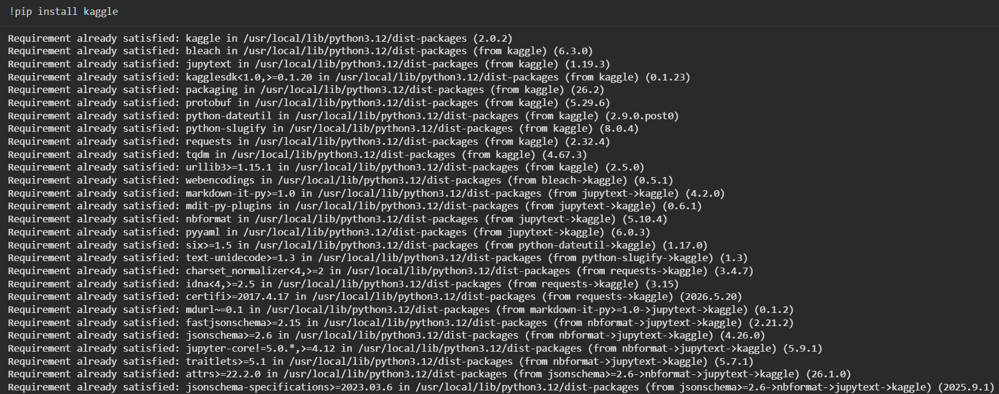 !pip install kaggle
Requirement already satisfied: kaggle in /usr/local/lib/python3.12/dist-packages (2.0.2)
Requirement already satisfied: bleach in /usr/local/lib/python3.12/dist-packages (from kaggle) (6.3.0)
Requirement already satisfied: jupytext in /usr/local/lib/python3.12/dist-packages (from kaggle) (1.19.3)
Requirement already satisfied: kagglesdk<1.0,>=0.1.20 in /usr/local/lib/python3.12/dist-packages (from kaggle) (0.1.23)
Requirement already satisfied: packaging in /usr/local/lib/python3.12/dist-packages (from kaggle) (26.2)
Requirement already satisfied: protobuf in /usr/local/lib/python3.12/dist-packages (from kaggle) (5.29.6)
Requirement already satisfied: python-dateutil in /usr/local/lib/python3.12/dist-packages (from kaggle) (2.9.0.post0)
Requirement already satisfied: python-slugify in /usr/local/lib/python3.12/dist-packages (from kaggle) (8.0.4)
Requirement already satisfied: requests in /usr/local/lib/python3.12/dist-packages (from kaggle) (2.32.4)
Requirement already satisfied: tqdm in /usr/local/lib/python3.12/dist-packages (from kaggle) (4.67.3)
Requirement already satisfied: urllib3>=1.15.1 in /usr/local/lib/python3.12/dist-packages (from kaggle) (2.5.0)
Requirement already satisfied: webencodings in /usr/local/lib/python3.12/dist-packages (from bleach->kaggle) (0.5.1)
Requirement already satisfied: markdown-it-py>=1.0 in /usr/local/lib/python3.12/dist-packages (from jupytext->kaggle) (4.2.0)
Requirement already satisfied: mdit-py-plugins in /usr/local/lib/python3.12/dist-packages (from jupytext->kaggle) (0.6.1)
Requirement already satisfied: nbformat in /usr/local/lib/python3.12/dist-packages (from jupytext->kaggle) (5.10.4)
Requirement already satisfied: pyyaml in /usr/local/lib/python3.12/dist-packages (from jupytext->kaggle) (6.0.3)
Requirement already satisfied: six>=1.5 in /usr/local/lib/python3.12/dist-packages (from python-dateutil->kaggle) (1.17.0)
Requirement already satisfied: text-unidecode>=1.3 in /usr/local/lib/python3.12/dist-packages (from python-slugify->kaggle) (1.3)
Requirement already satisfied: charset_normalizer<4,>=2 in /usr/local/lib/python3.12/dist-packages (from requests->kaggle) (3.4.7)
Requirement already satisfied: idna<4,>=2.5 in /usr/local/lib/python3.12/dist-packages (from requests->kaggle) (3.15)
Requirement already satisfied: certifi>=2017.4.17 in /usr/local/lib/python3.12/dist-packages (from requests->kaggle) (2026.5.20)
Requirement already satisfied: mdurl~=0.1 in /usr/local/lib/python3.12/dist-packages (from markdown-it-py>=1.0->jupytext->kaggle) (0.1.2)
Requirement already satisfied: fastjsonschema>=2.15 in /usr/local/lib/python3.12/dist-packages (from nbformat->jupytext->kaggle) (2.21.2)
Requirement already satisfied: jsonschema>=2.6 in /usr/local/lib/python3.12/dist-packages (from nbformat->jupytext->kaggle) (4.26.0)
Requirement already satisfied: jupyter-core!=5.0.*,>=4.12 in /usr/local/lib/python3.12/dist-packages (from nbformat->jupytext->kaggle) (5.9.1)
Requirement already satisfied: traitlets>=5.1 in /usr/local/lib/python3.12/dist-packages (from nbformat->jupytext->kaggle) (5.7.1)
Requirement already satisfied: attrs>=22.2.0 in /usr/local/lib/python3.12/dist-packages (from jsonschema>=2.6->nbformat->jupytext->kaggle) (26.1.0)
Requirement already satisfied: jsonschema-specifications>=2023.03.6 in /usr/local/lib/python3.12/dist-packages (from jsonschema>=2.6->nbformat->jupytext->kaggle) (2025.9.1)